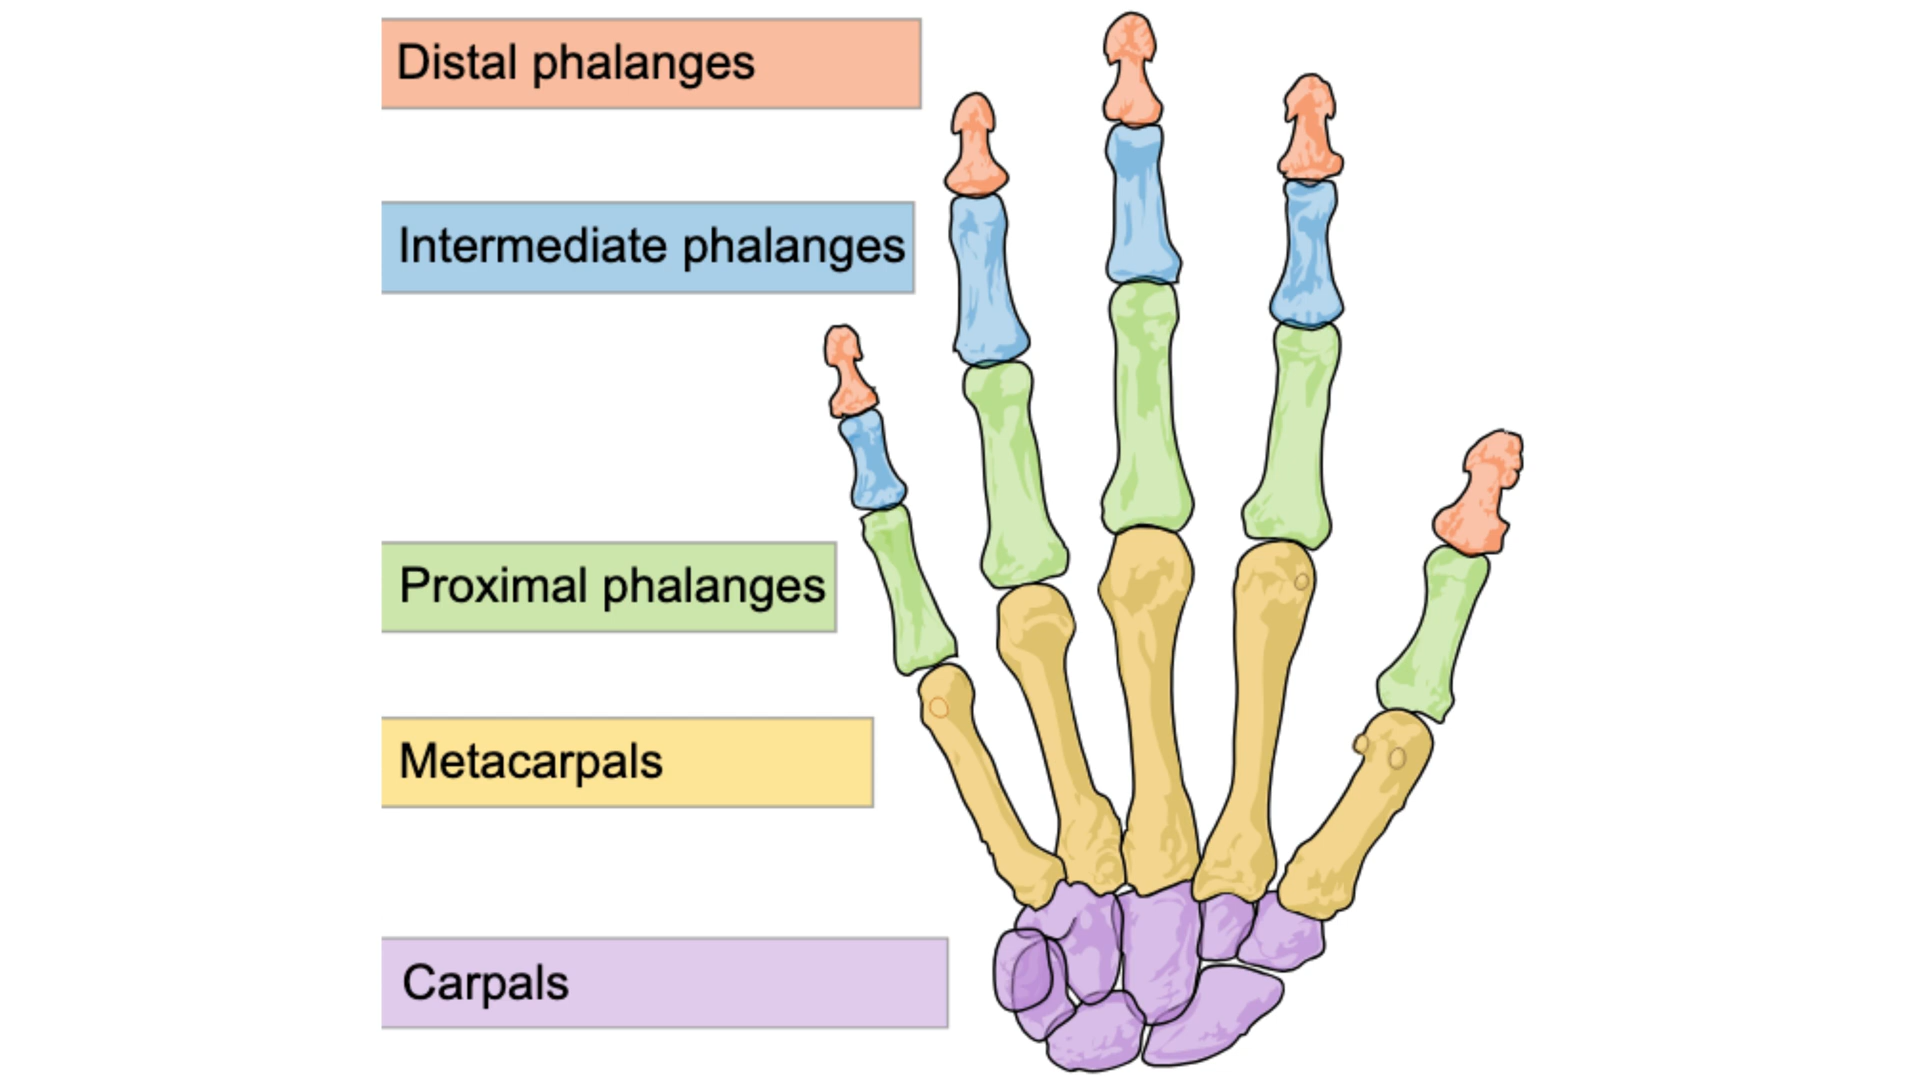 Distal phalanges
Intermediate phalanges
Proximal phalanges
Metacarpals
Carpals